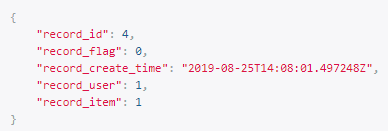 {
"record_id": 4,
"record_flag": 0,
"record_create_time": "2019-08-25T14:08:01.497248Z",
"record_user": 1,
"record_item": 1
}